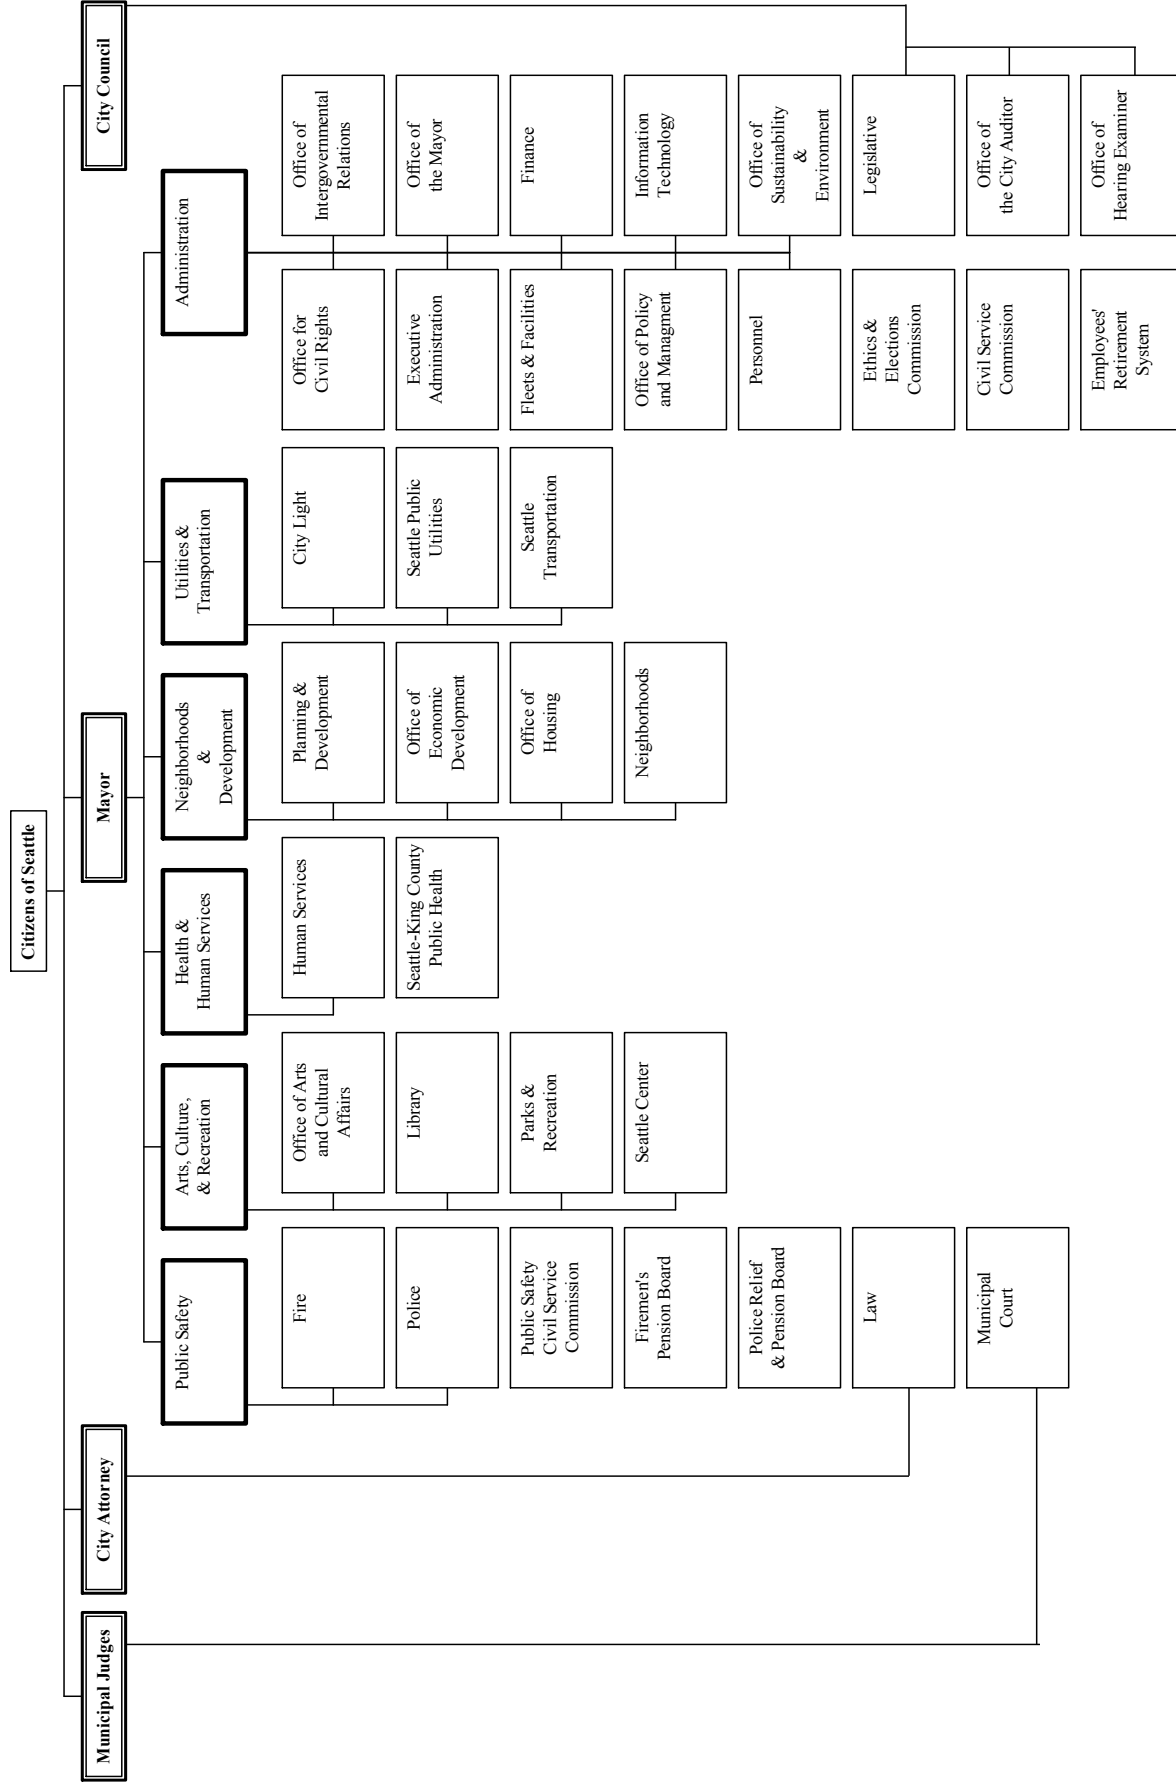 Citizens of Seattle
Municipal Judges
City Attorney
Mayor
City Council
Public Safety
Arts, Culture,
& Recreation
Health &
Human Services
Neighborhoods
&
Development
Utilities &
Transportation
Administration
Fire
Police
Public Safety
Civil Service
Commission
Firemen's
Pension Board
Police Relief
& Pension Board
Law
Municipal
Court
Office of Arts
and Cultural
Affairs
Library
Parks &
Recreation
Seattle Center
Human Services
Seattle-King County
Public Health
Planning &
Development
Office of
Economic
Development
Office of
Housing
Neighborhoods
City Light
Seattle Public
Utilities
Seattle
Transportation
Office for
Civil Rights
Executive
Administration
Fleets & Facilities
Office of Policy
and Managment
Personnel
Ethics &
Elections
Commission
Civil Service
Commission
Employees'
Retirement
System
Office of
Intergovernmental
Relations
Office of
the Mayor
Finance
Information
Technology
Office of
Sustainability
&
Environment
Legislative
Office of
the City Auditor
Office of
Hearing Examiner